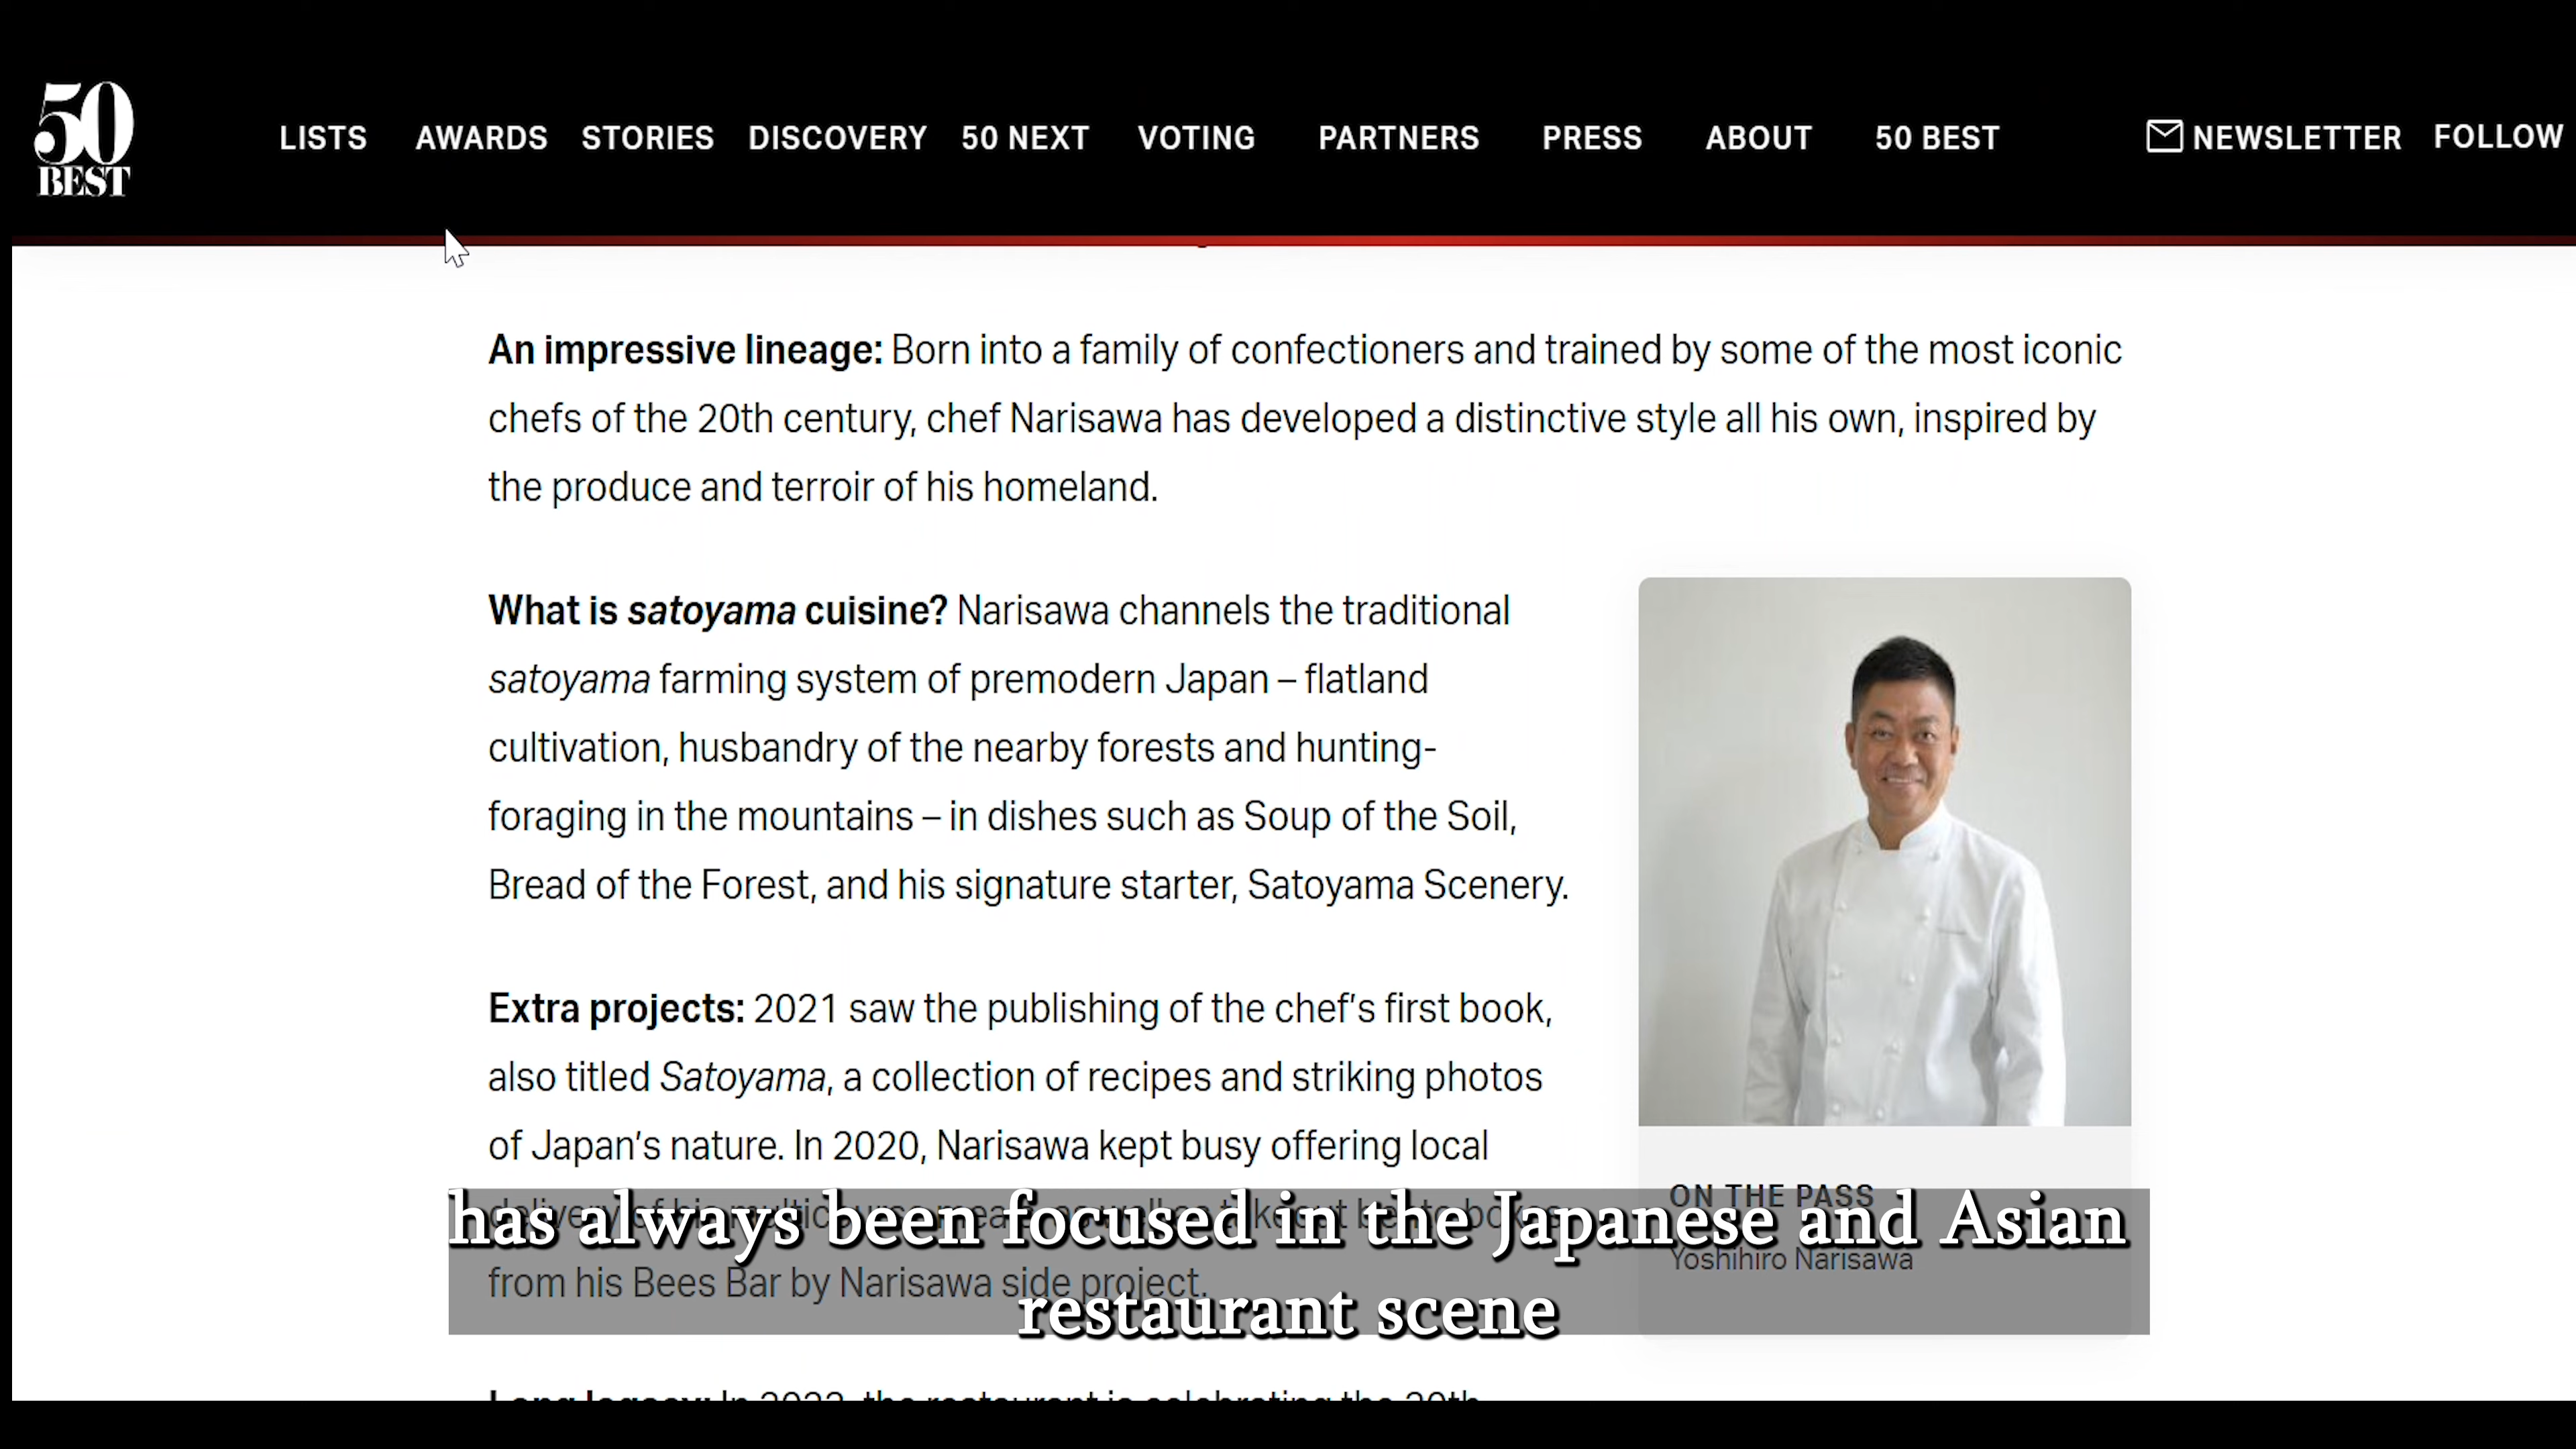 50
BEST
LISTS AWARDS STORIES DISCOVERY 50 NEXT VOTING PARTNERS PRESS ABOUT 50 BEST NEWSLETTER FOLLOW
An impressive lineage: Born into a family of confectioners and trained by some of the most iconic
chefs of the 20th century, chef Narisawa has developed a distinctive style all his own, inspired by
the produce and terroir of his homeland.
What is satoyama cuisine? Narisawa channels the traditional
satoyama farming system of premodern Japan – flatland
cultivation, husbandry of the nearby forests and hunting-
foraging in the mountains – in dishes such as Soup of the Soil,
Bread of the Forest, and his signature starter, Satoyama Scenery.
Extra projects: 2021 saw the publishing of the chef's first book,
also titled Satoyama, a collection of recipes and striking photos
of Japan's nature. In 2020, Narisawa kept busy offering local
from his Bees Bar by Narisawa side project.
ON THE PASS
Yoshihiro Narisawa
has always been focused in the Japanese and Asian
restaurant scene